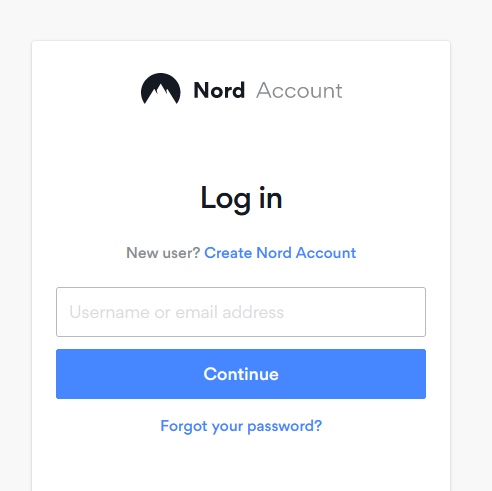 Nord Account
Log in
New user? Create Nord Account
Username or email address
Continue
Forgot your password?